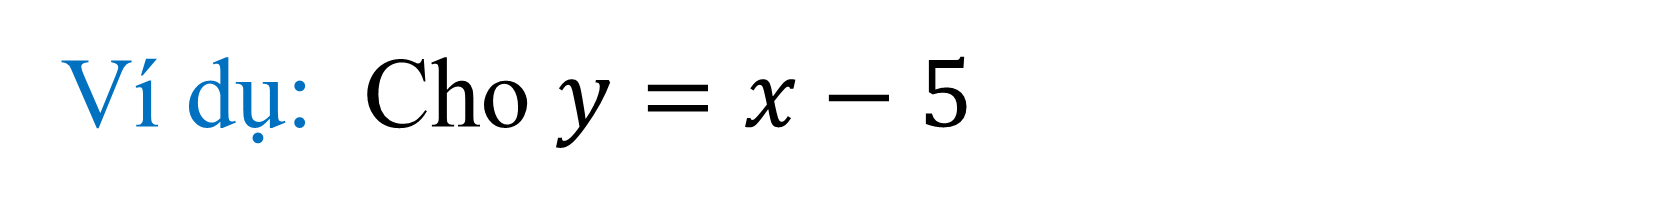 Ví dụ: Cho y = x − 5